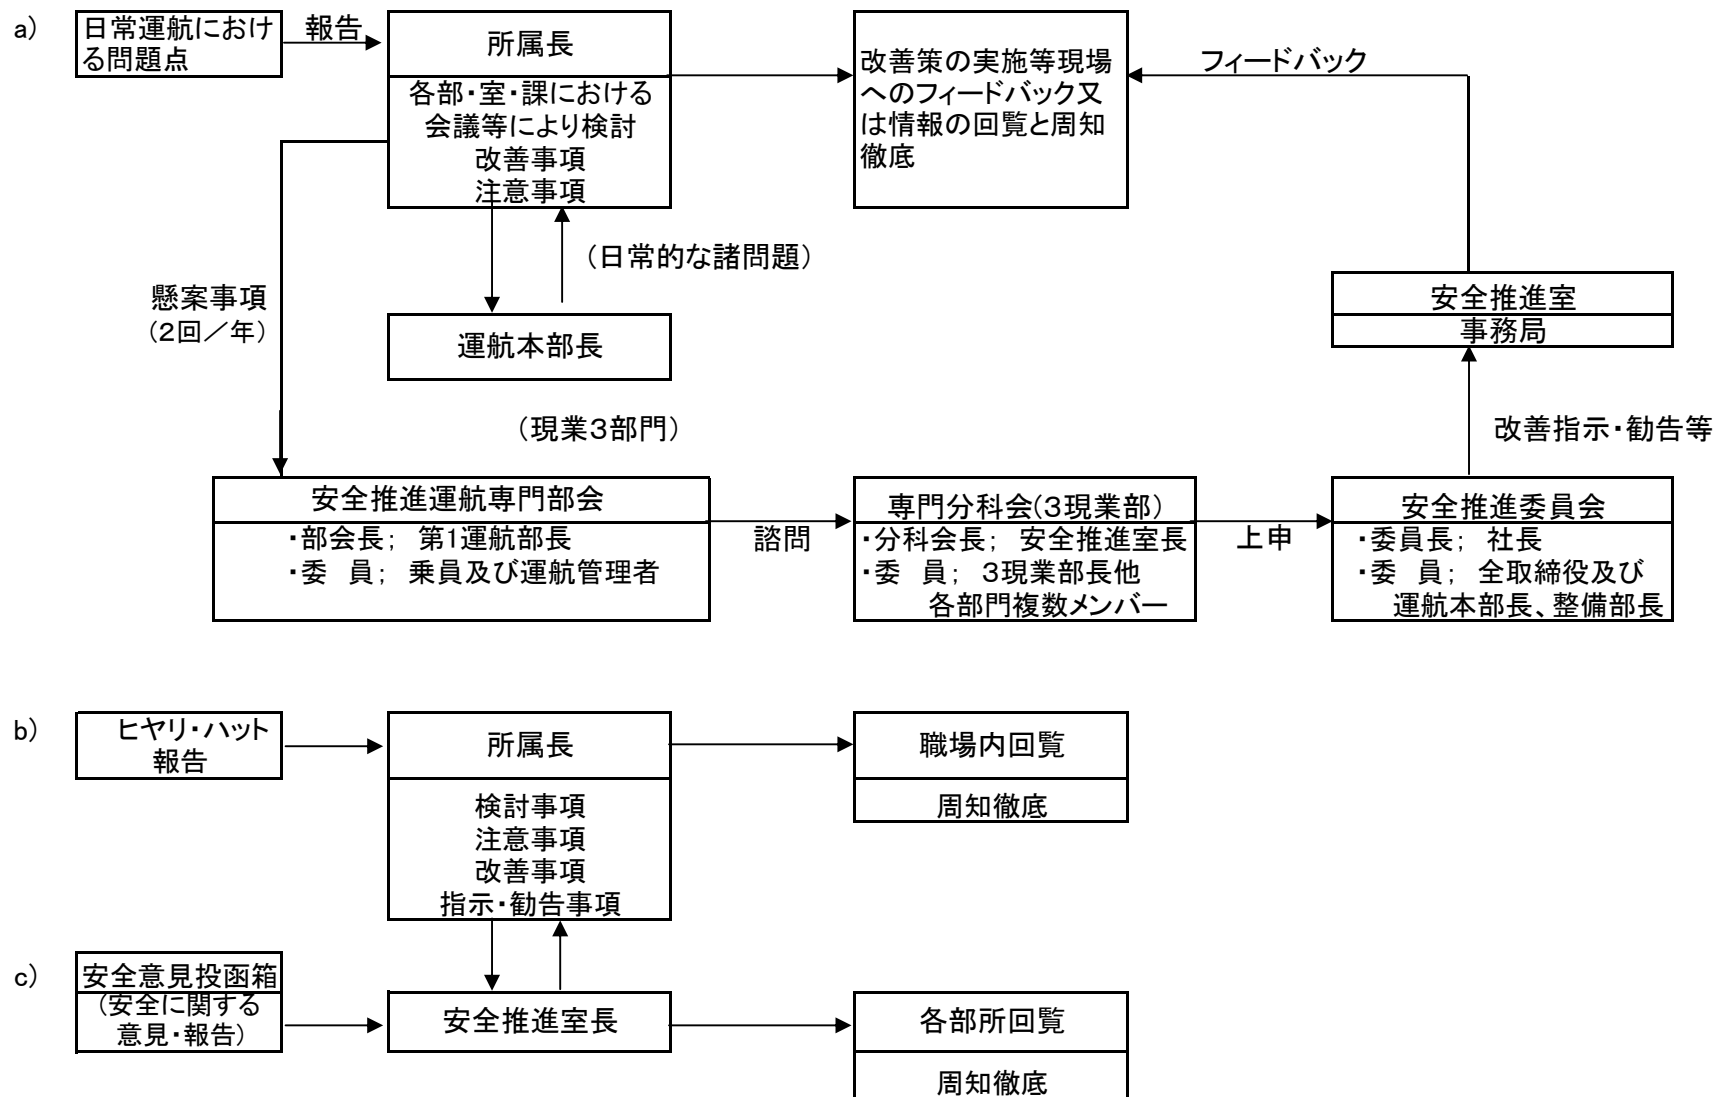 a）
日常運航におけ
る問題点
報告
所属長
各部・室・課における
会議等により検討
改善事項
注意事項
改善策の実施等現場
へのフィードバック又
は情報の回覧と周知
徹底
フィードバック
（日常的な諸問題）
懸案事項
（2回／年）
運航本部長
安全推進室
事務局
（現業３部門）
改善指示・勧告等
安全推進運航専門部会
・部会長； 第1運航部長
・委 員； 乗員及び運航管理者
諮問
専門分科会(３現業部）
・分科会長； 安全推進室長
・委 員； ３現業部長他
各部門複数メンバー
上申
安全推進委員会
・委員長； 社長
・委 員； 全取締役及び
運航本部長、整備部長
b）
ヒヤリ・ハット
報告
所属長
検討事項
注意事項
改善事項
指示・勧告事項
職場内回覧
周知徹底
c）
安全意見投函箱
（安全に関する
意見・報告）
安全推進室長
各部所回覧
周知徹底